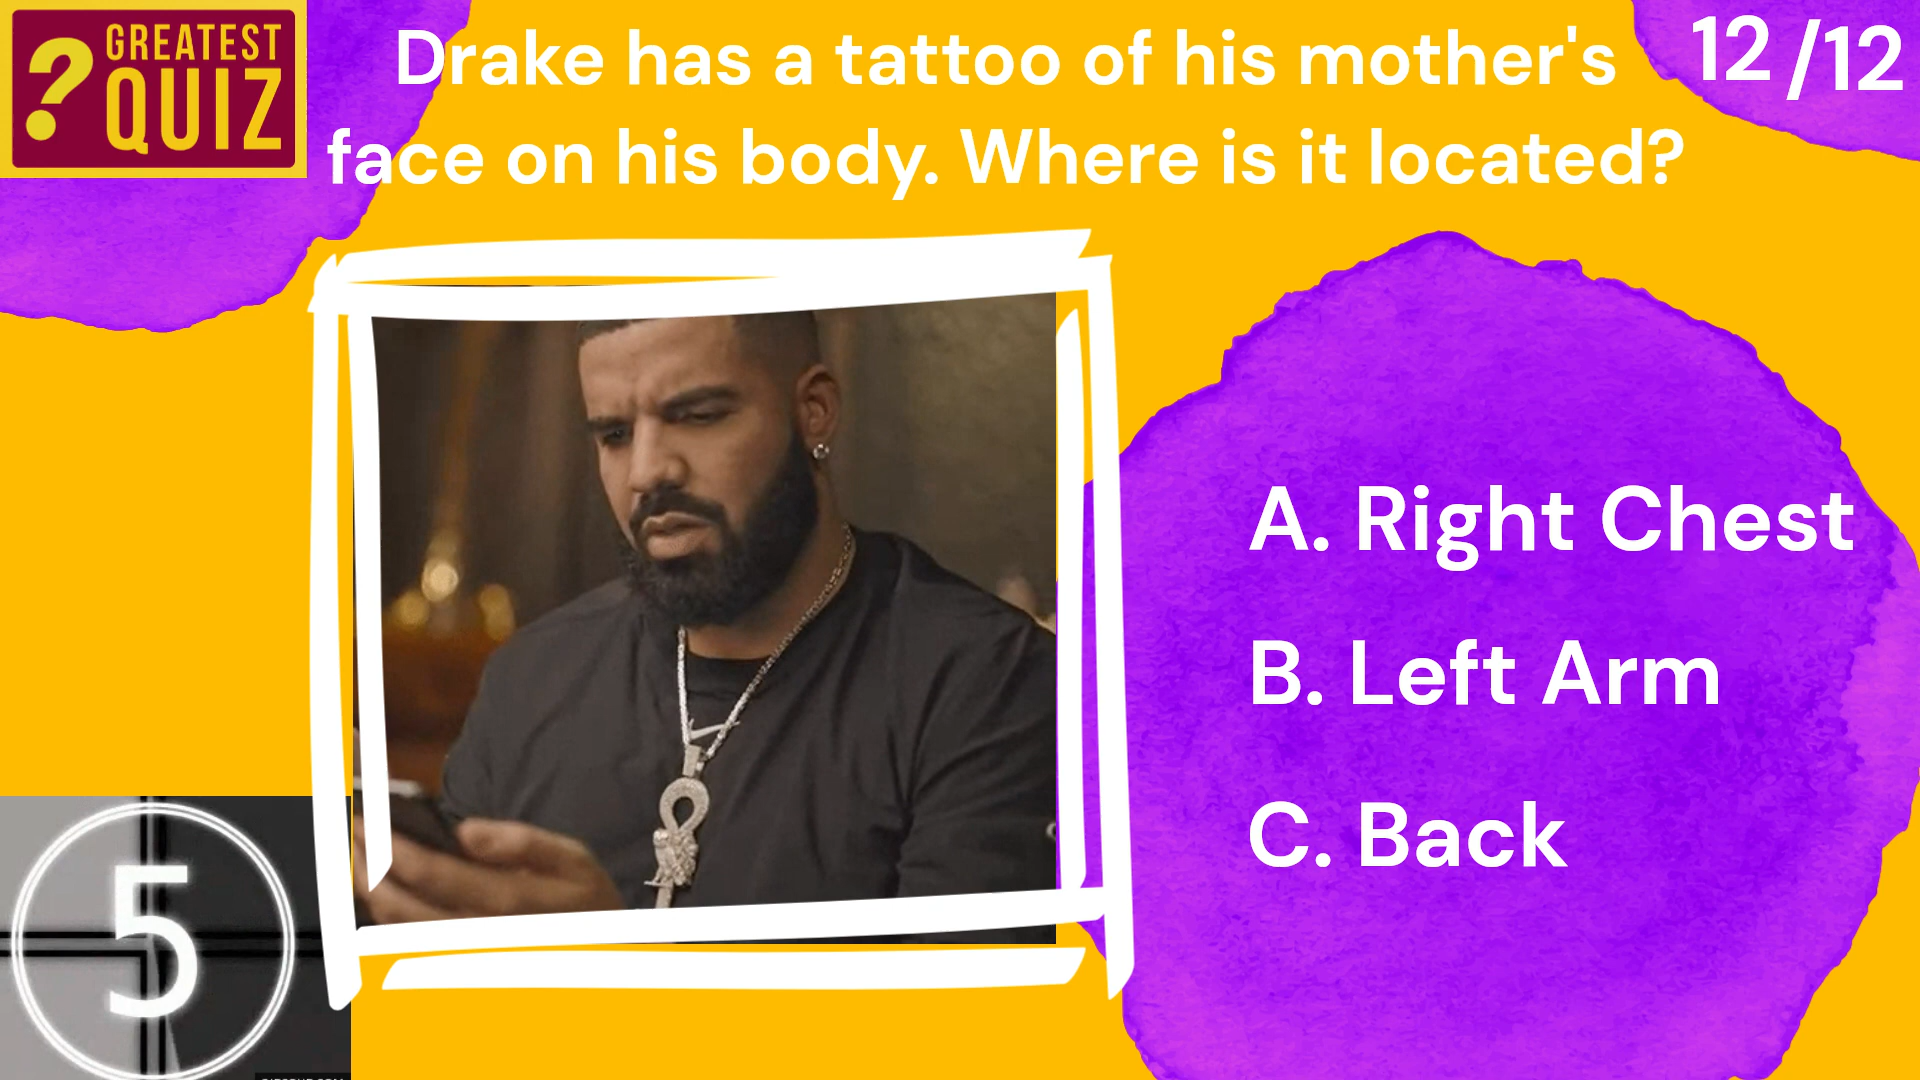 GREATEST
QUIZ
Drake has a tattoo of his mother's
face on his body. Where is it located?
12/12
A. Right Chest
B. Left Arm
C. Back
5